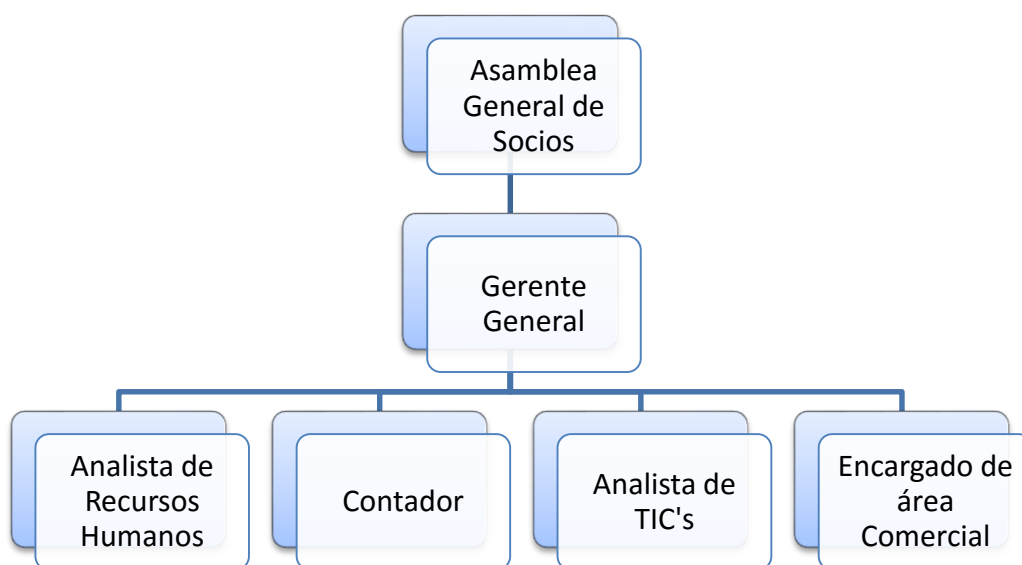 Asamblea
General de
Socios
Gerente
General
Analista de
Recursos
Humanos
Contador
Analista de
TIC's
Encargado de
área
Comercial